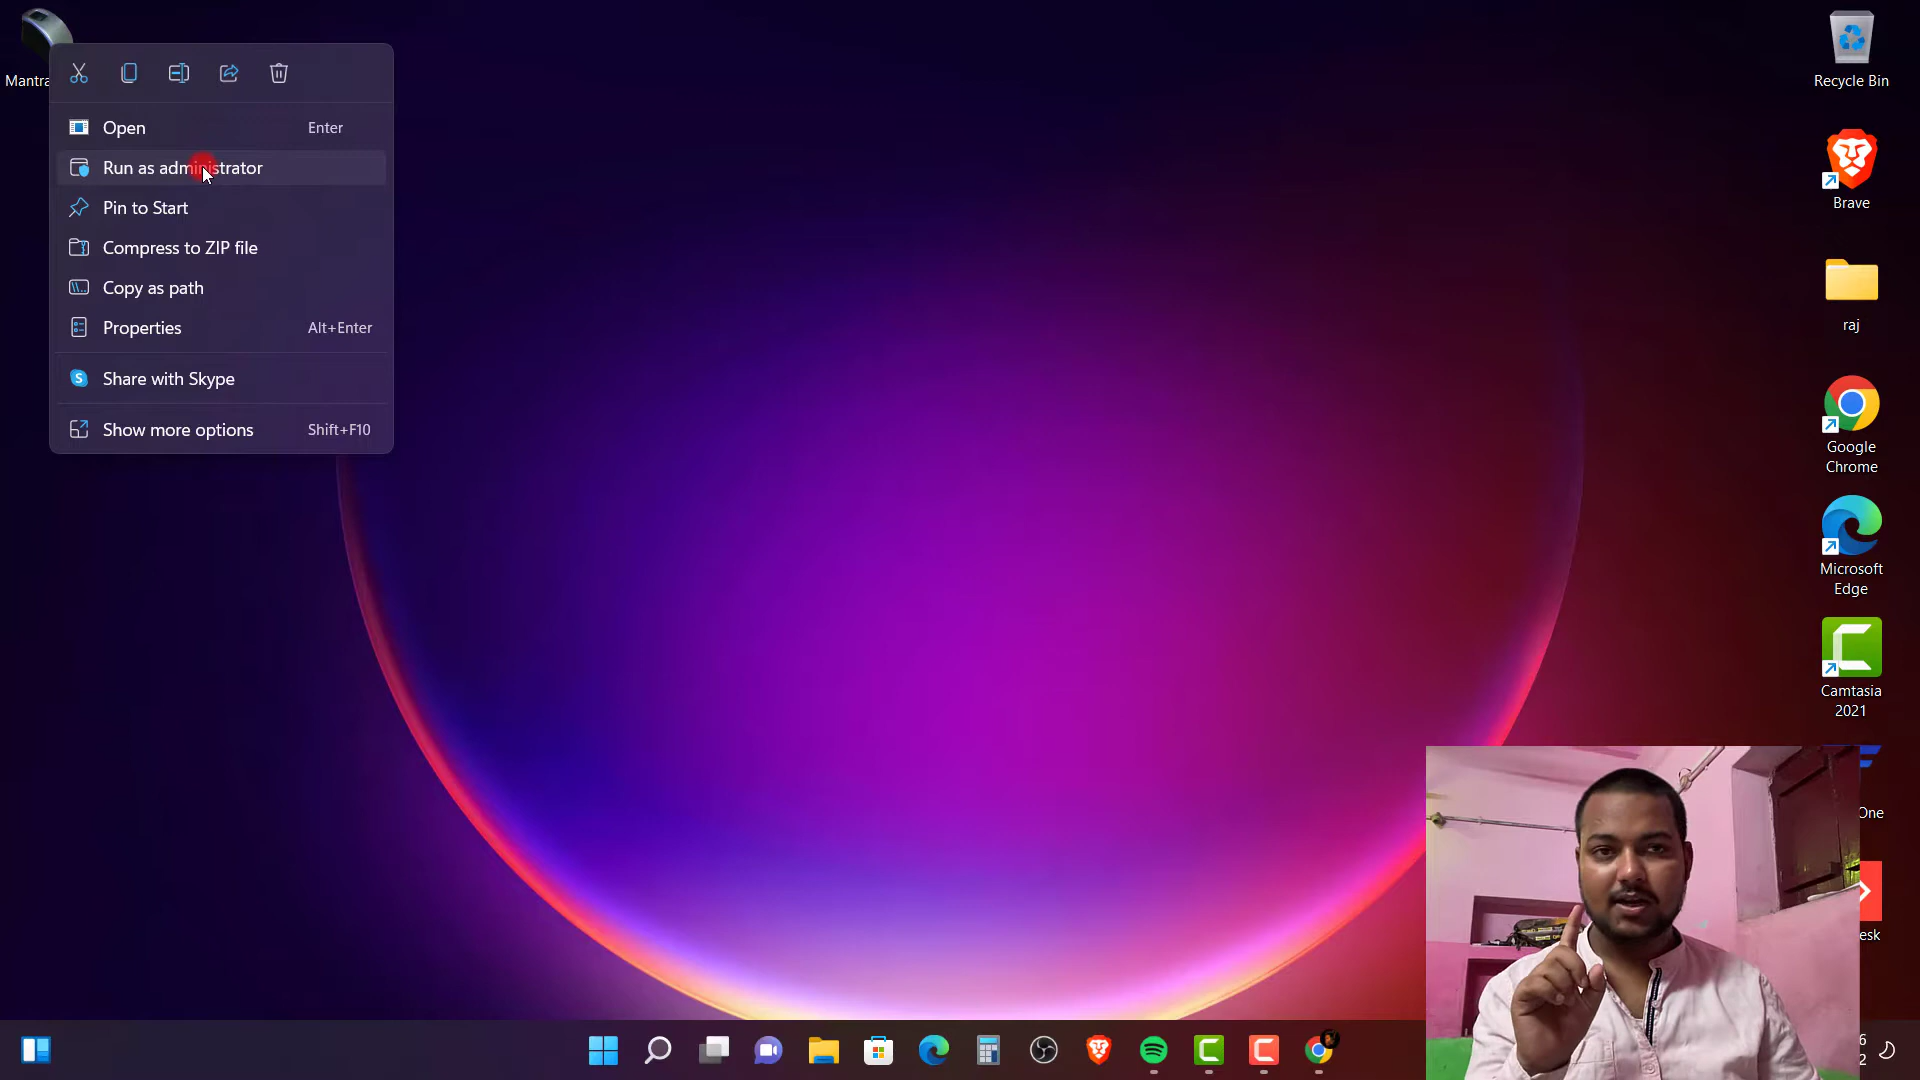 Mantra
Open Enter
Run as administrator
Pin to Start
Compress to ZIP file
Copy as path
Properties Alt+Enter
Share with Skype
Show more options Shift+F10
Recycle Bin
Brave
raj
Google
Chrome
Microsoft
Edge
Camtasia
2021
One
esk
6
2